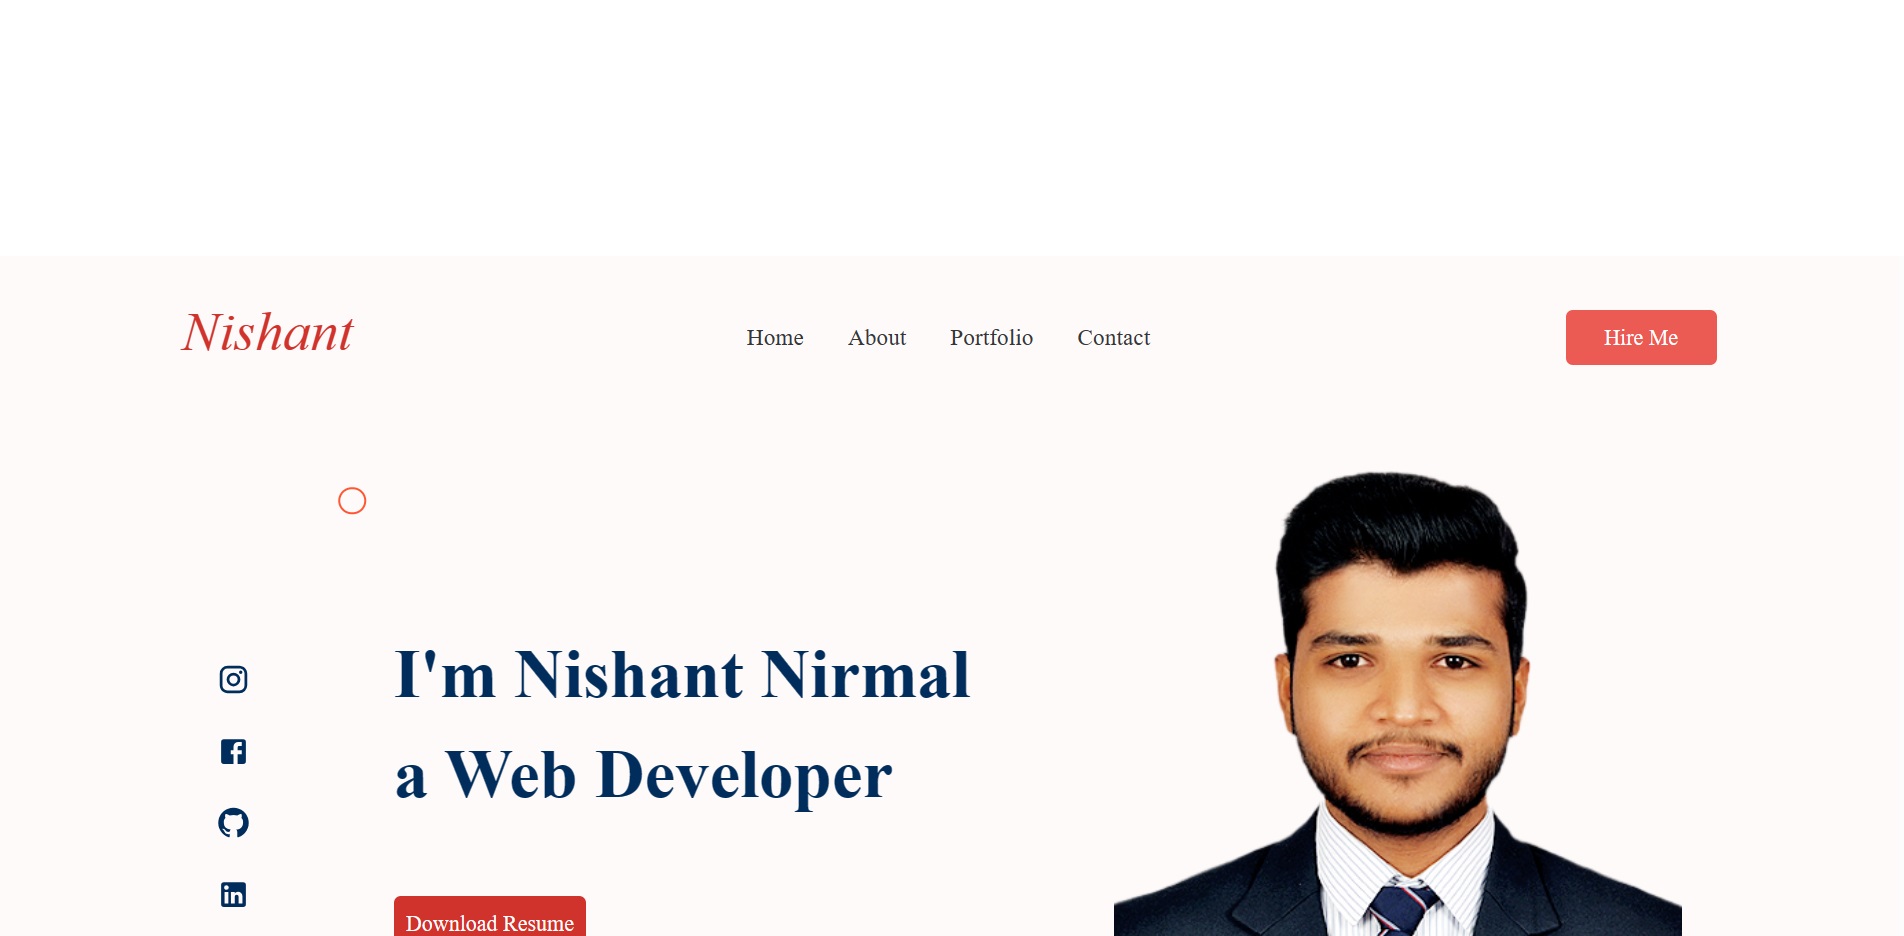 Nishant
Home About Portfolio Contact
Hire Me
I'm Nishant Nirmal
a Web Developer
Download Resume